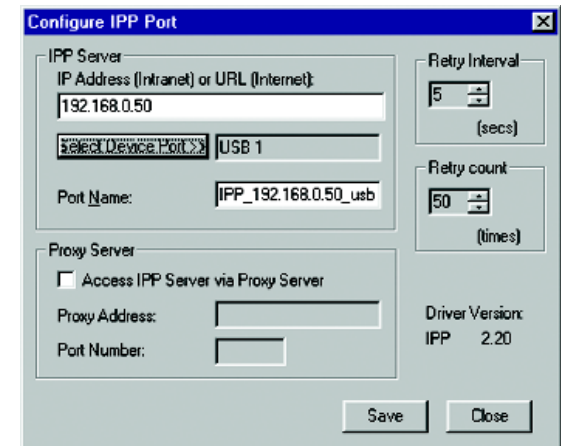 Configure IPP Port
IPP Server
IP Address (Intranet) or URL (Internet):
192.168.0.50
Select Device Port >>
USB 1
Port Name:
IPP_192.168.0.50_usb
Proxy Server
Access IPP Server via Proxy Server
Proxy Address:
Port Number:
Retry Interval
5
(secs)
Retry count
50
(times)
Driver Version:
IPP 2.20
Save
Close